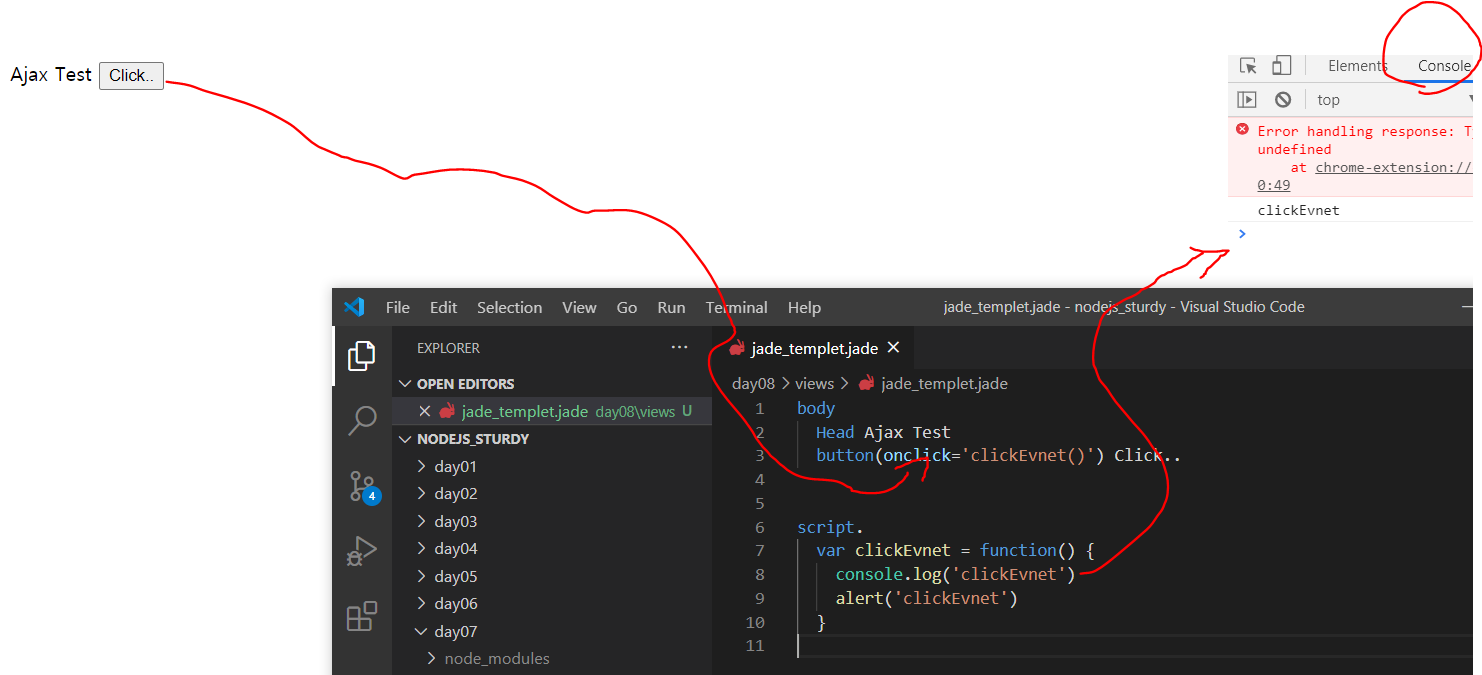 Ajax Test Click..
Elements Console
top
Error handling response: T
undefined
at chrome-extension://
0:49
clickEvnet
>
File Edit Selection View Go Run Terminal Help jade_templet.jade - nodejs_sturdy - Visual Studio Code
EXPLORER ...
OPEN EDITORS
jade_templet.jade day08\views U
NODEJS_STURDY
day01
day02
day03
day04
day05
day06
day07
node_modules
4
jade_templet.jade
day08 > views > jade_templet.jade
1 body
2 Head Ajax Test
3 button(onclick='clickEvnet()') Click..
4
5
6 script.
7 var clickEvnet = function() {
8 console.log('clickEvnet')
9 alert('clickEvnet')
10 }
11